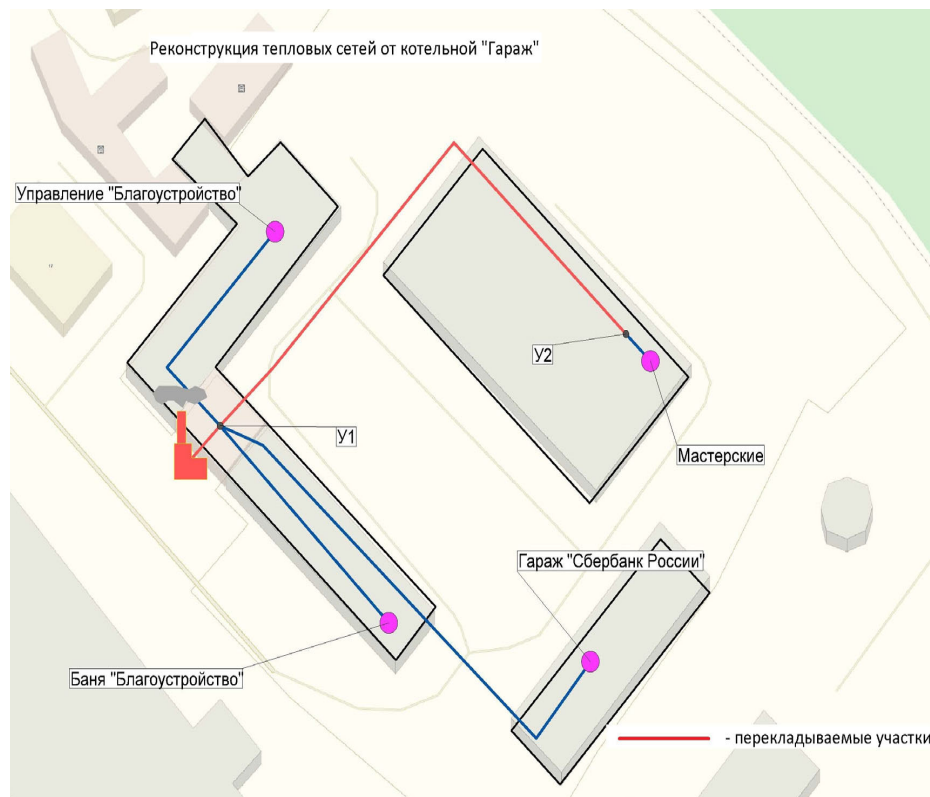 Реконструкция тепловых сетей от котельной "Гараж"
Управление "Благоустройство"
У2
У1
Мастерские
Гараж "Сбербанк России"
Баня "Благоустройство"
- перекладываемые участки